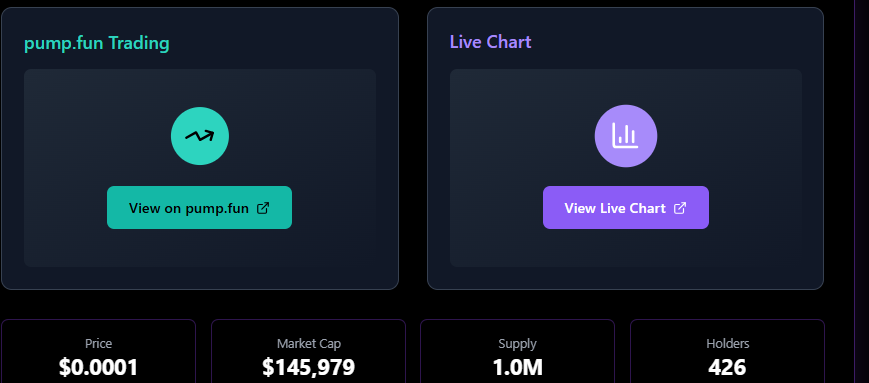 pump.fun Trading
Live Chart
View on pump.fun
View Live Chart
Price
$0.0001
Market Cap
$145,979
Supply
1.0M
Holders
426